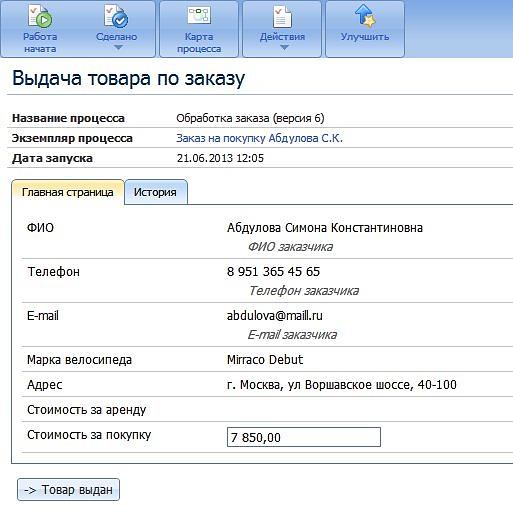 Работа начата
Сделано
Карта процесса
Действия
Улучшить
Выдача товара по заказу
Название процесса Обработка заказа (версия 6)
Экземпляр процесса Заказ на покупку Абдулова С.К.
Дата запуска 21.06.2013 12:05
Главная страница История
ФИО Абдулова Симона Константиновна
ФИО заказчика
Телефон 8 951 365 45 65
Телефон заказчика
E-mail abdulova@maill.ru
E-mail заказчика
Марка велосипеда Mirraco Debut
Адрес г. Москва, ул Воршавское шоссе, 40-100
Стоимость за аренду
Стоимость за покупку 7 850,00
-> Товар выдан